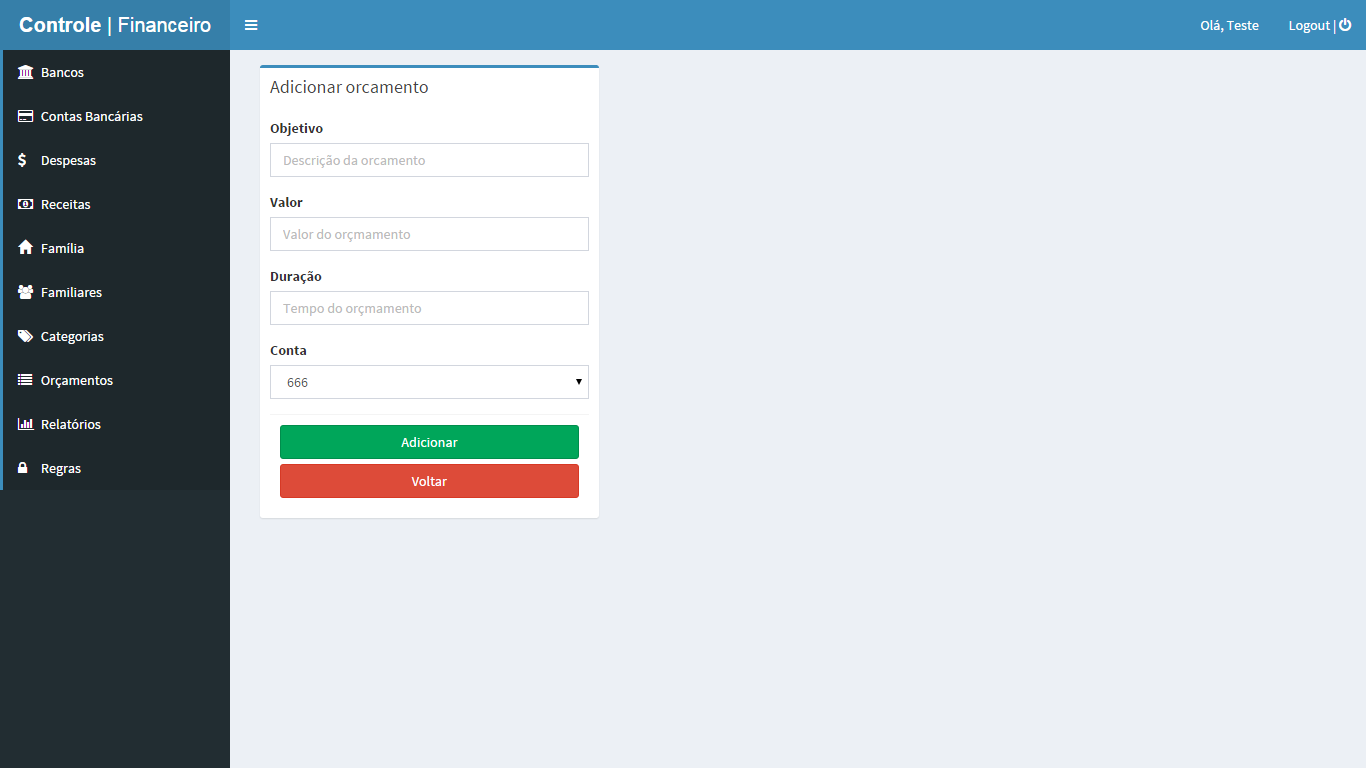 Controle | Financeiro
Olá, Teste
Logout |
Bancos
Contas Bancárias
Despesas
Receitas
Família
Familiares
Categorias
Orçamentos
Relatórios
Regras
Adicionar orcamento
Objetivo
Descrição da orcamento
Valor
Valor do orçmamento
Duração
Tempo do orçmamento
Conta
666
Adicionar
Voltar